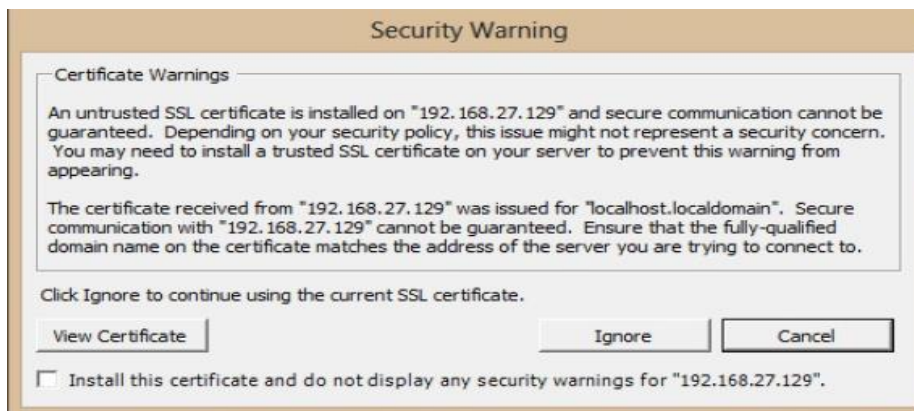 Security Warning
Certificate Warnings
An untrusted SSL certificate is installed on "192.168.27.129" and secure communication cannot be
guaranteed. Depending on your security policy, this issue might not represent a security concern.
You may need to install a trusted SSL certificate on your server to prevent this warning from
appearing.
The certificate received from "192.168.27.129" was issued for "localhost.localdomain". Secure
communication with "192.168.27.129" cannot be guaranteed. Ensure that the fully-qualified
domain name on the certificate matches the address of the server you are trying to connect to.
Click Ignore to continue using the current SSL certificate.
View Certificate Ignore Cancel
Install this certificate and do not display any security warnings for "192.168.27.129".